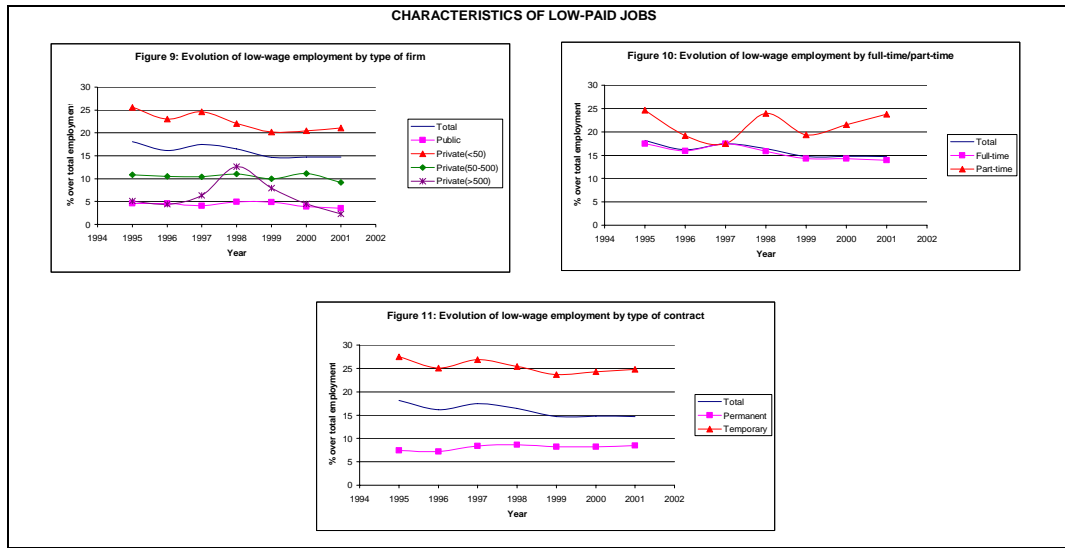 CHARACTERISTICS OF LOW-PAID JOBS
Figure 9: Evolution of low-wage employment by type of firm
% over total employment
30
25
20
15
10
5
0
1994 1995 1996 1997 1998 1999 2000 2001 2002
Year
Total
Public
Private(<50)
Private(50-500)
Private(>500)
Figure 10: Evolution of low-wage employment by full-time/part-time
% over total employment
30
25
20
15
10
5
0
1994 1995 1996 1997 1998 1999 2000 2001 2002
Year
Total
Full-time
Part-time
Figure 11: Evolution of low-wage employment by type of contract
% over total employment
30
25
20
15
10
5
0
1994 1995 1996 1997 1998 1999 2000 2001 2002
Year
Total
Permanent
Temporary